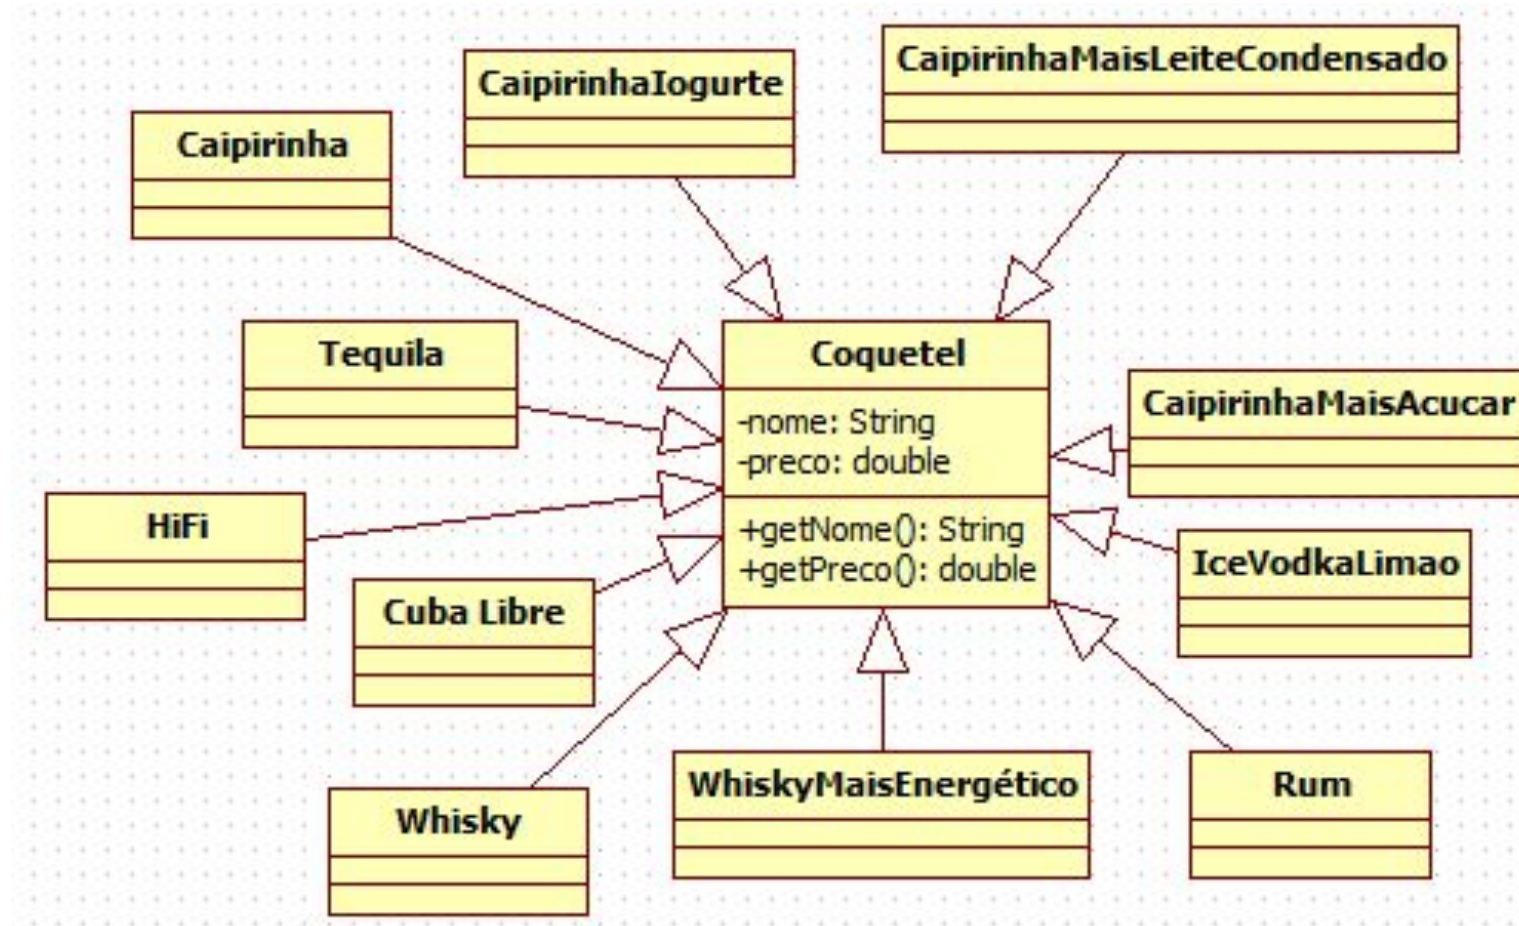 CaipirinhaMaisLeiteCondensado
CaipirinhaIogurte
Caipirinha
Tequila
Coquetel
-nome: String
-preco: double
+getNome(): String
+getPreco(): double
CaipirinhaMaisAcucar
HiFi
IceVodkaLimao
Cuba Libre
WhiskyMaisEnergético
Rum
Whisky